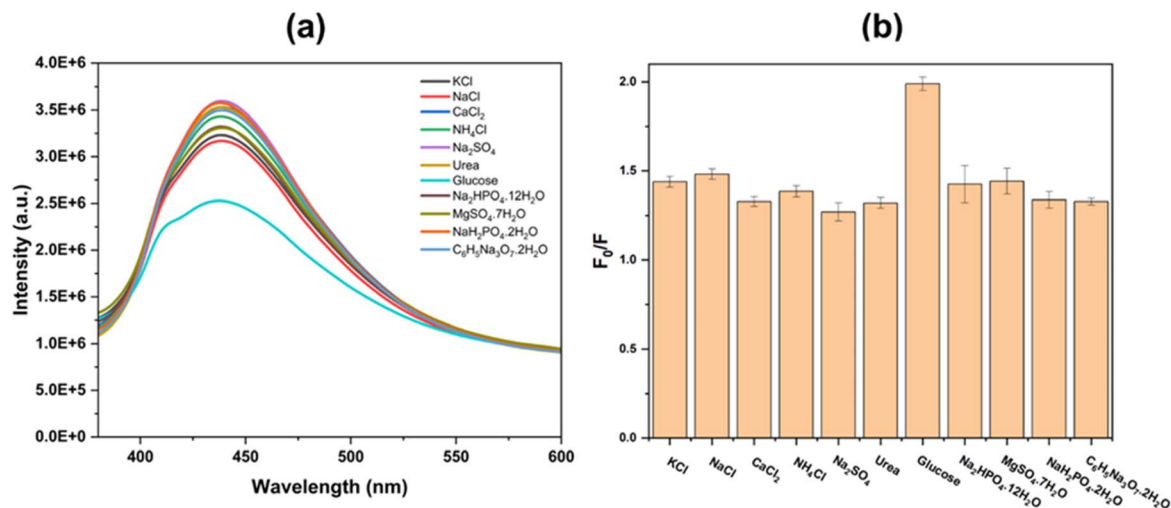 (a)
4.0E+6
3.5E+6
3.0E+6
2.5E+6
2.0E+6
1.5E+6
1.0E+6
5.0E+5
0.0E+0
Intensity (a.u.)
400 450 500 550 600
Wavelength (nm)
KCl
NaCl
CaCl₂
NH₄Cl
Na₂SO₄
Urea
Glucose
Na₂HPO₄.12H₂O
MgSO₄.7H₂O
NaH₂PO₄.2H₂O
C₆H₅Na₃O₇.2H₂O
(b)
2.0
1.5
1.0
0.5
0.0
F₀/F
KCl
NaCl
CaCl₂
NH₄Cl
Na₂SO₄
Urea
Glucose
Na₂HPO₄.12H₂O
MgSO₄.7H₂O
NaH₂PO₄.2H₂O
C₆H₅Na₃O₇.2H₂O